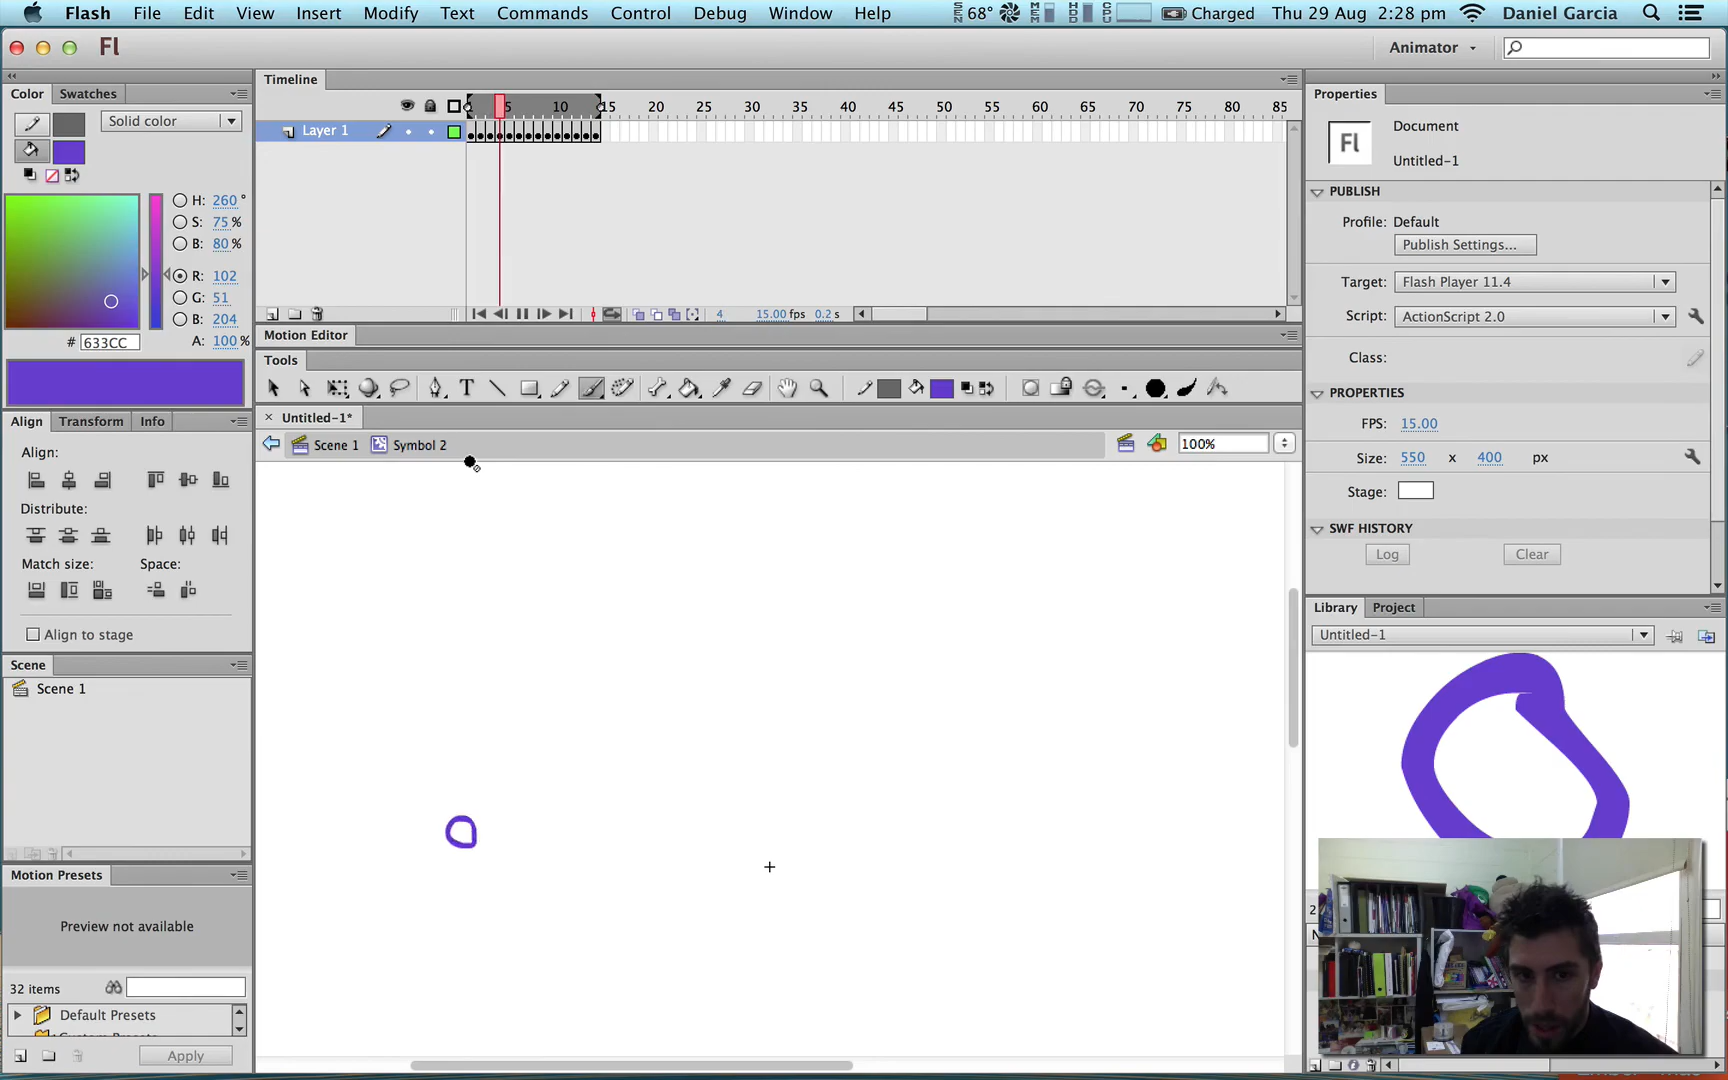 Flash File Edit View Insert Modify Text Commands Control Debug Window Help SEN 68° MEM HDD CPU Charged Thu 29 Aug 2:28 pm Daniel Garcia
Fl Animator
Color Swatches
Solid color
H: 260 °
S: 75 %
B: 80 %
R: 102
G: 51
B: 204
A: 100 %
# 633CC
Align Transform Info
Align:
Distribute:
Match size: Space:
Align to stage
Scene
Scene 1
Motion Presets
Preview not available
32 items
Default Presets
Apply
Timeline
5 10 15 20 25 30 35 40 45 50 55 60 65 70 75 80 85
Layer 1
4 15.00 fps 0.2 s
Motion Editor
Tools
T
Untitled-1*
Scene 1 Symbol 2 100%
Properties
Fl
Document
Untitled-1
PUBLISH
Profile: Default
Publish Settings...
Target: Flash Player 11.4
Script: ActionScript 2.0
Class:
PROPERTIES
FPS: 15.00
Size: 550 x 400 px
Stage:
SWF HISTORY
Log Clear
Library Project
Untitled-1